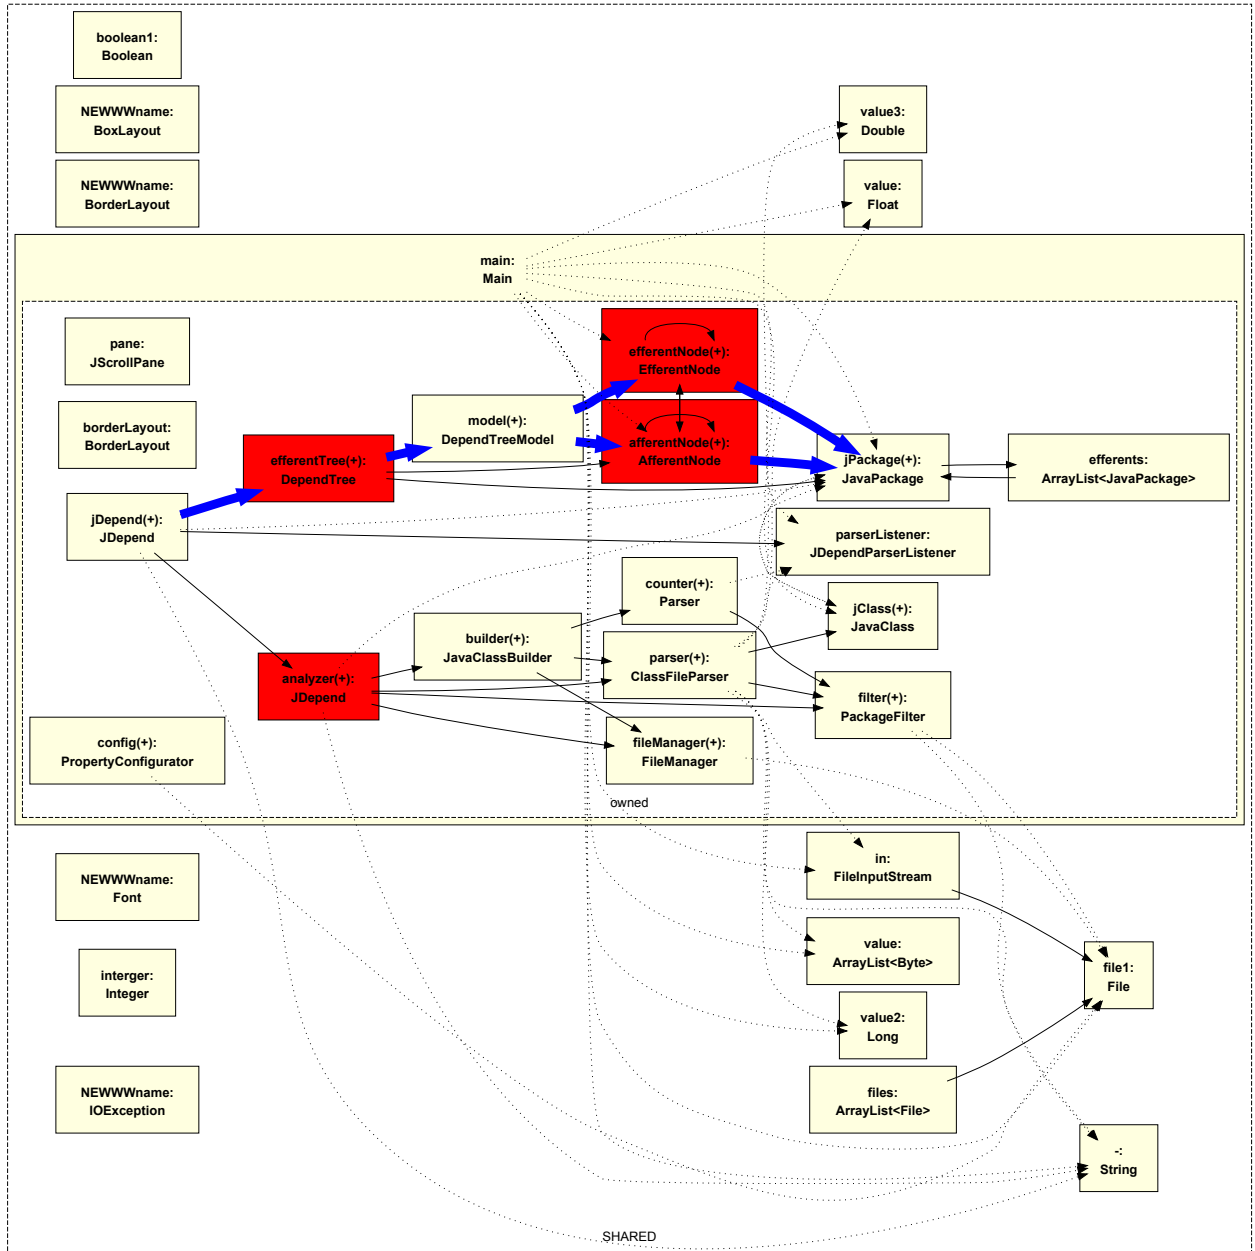 boolean1:
Boolean
NEWWWname:
BoxLayout
value3:
Double
NEWWWname:
BorderLayout
value:
Float
main:
Main
pane:
JScrollPane
efferentNode(+):
EfferentNode
borderLayout:
BorderLayout
model(+):
DependTreeModel
afferentNode(+):
AfferentNode
efferentTree(+):
DependTree
jPackage(+):
JavaPackage
efferents:
ArrayList<JavaPackage>
jDepend(+):
JDepend
parserListener:
JDependParserListener
counter(+):
Parser
jClass(+):
JavaClass
builder(+):
JavaClassBuilder
parser(+):
ClassFileParser
analyzer(+):
JDepend
filter(+):
PackageFilter
config(+):
PropertyConfigurator
fileManager(+):
FileManager
owned
in:
FileInputStream
NEWWWname:
Font
value:
ArrayList<Byte>
interger:
Integer
file1:
File
value2:
Long
NEWWWname:
IOException
files:
ArrayList<File>
-:
String
SHARED